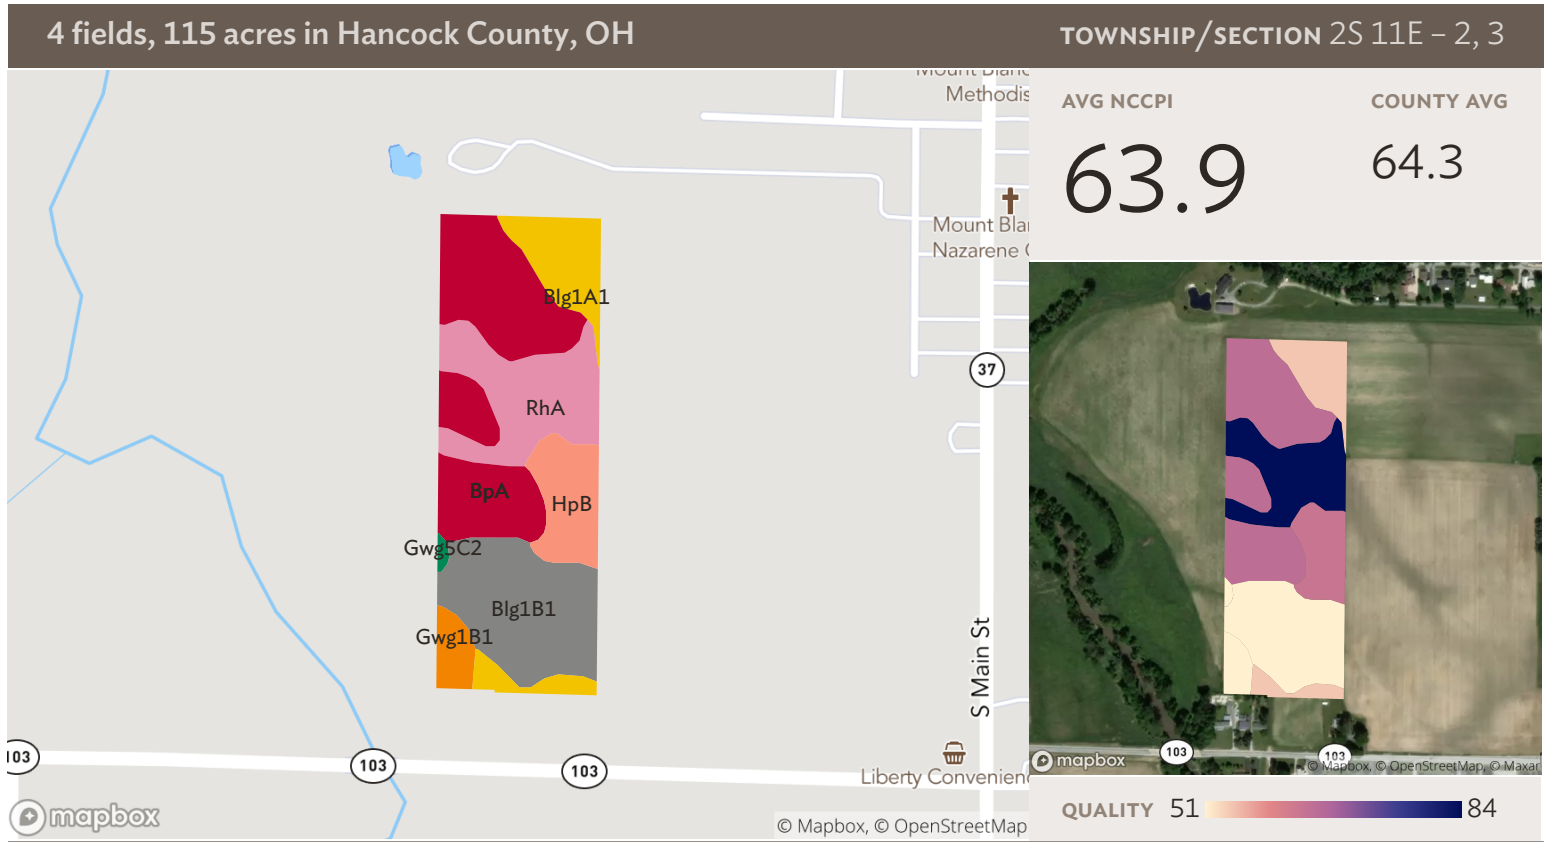 4 fields, 115 acres in Hancock County, OH
TOWNSHIP/SECTION 2S 11E – 2, 3
Methodis
Mount Bla
Nazarene
Blg1A1
RhA
BpA
HpB
Gwg5C2
Blg1B1
Gwg1B1
37
S Main St
103
103
103
Liberty Convenien
mapbox
© Mapbox, © OpenStreetMap
AVG NCCPI
63.9
COUNTY AVG
64.3
103
103
mapbox
© Mapbox, © OpenStreetMap, © Maxar
QUALITY 51
84